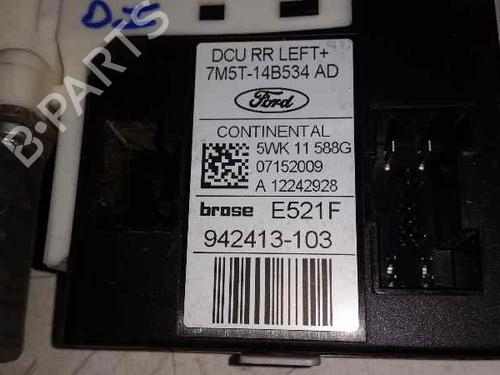 D-E
DCU RR LEFT+
7M5T-14B534 AD
Ford
CONTINENTAL
5WK 11 588G
07152009
A 12242928
brose E521F
942413-103
B-PARTS